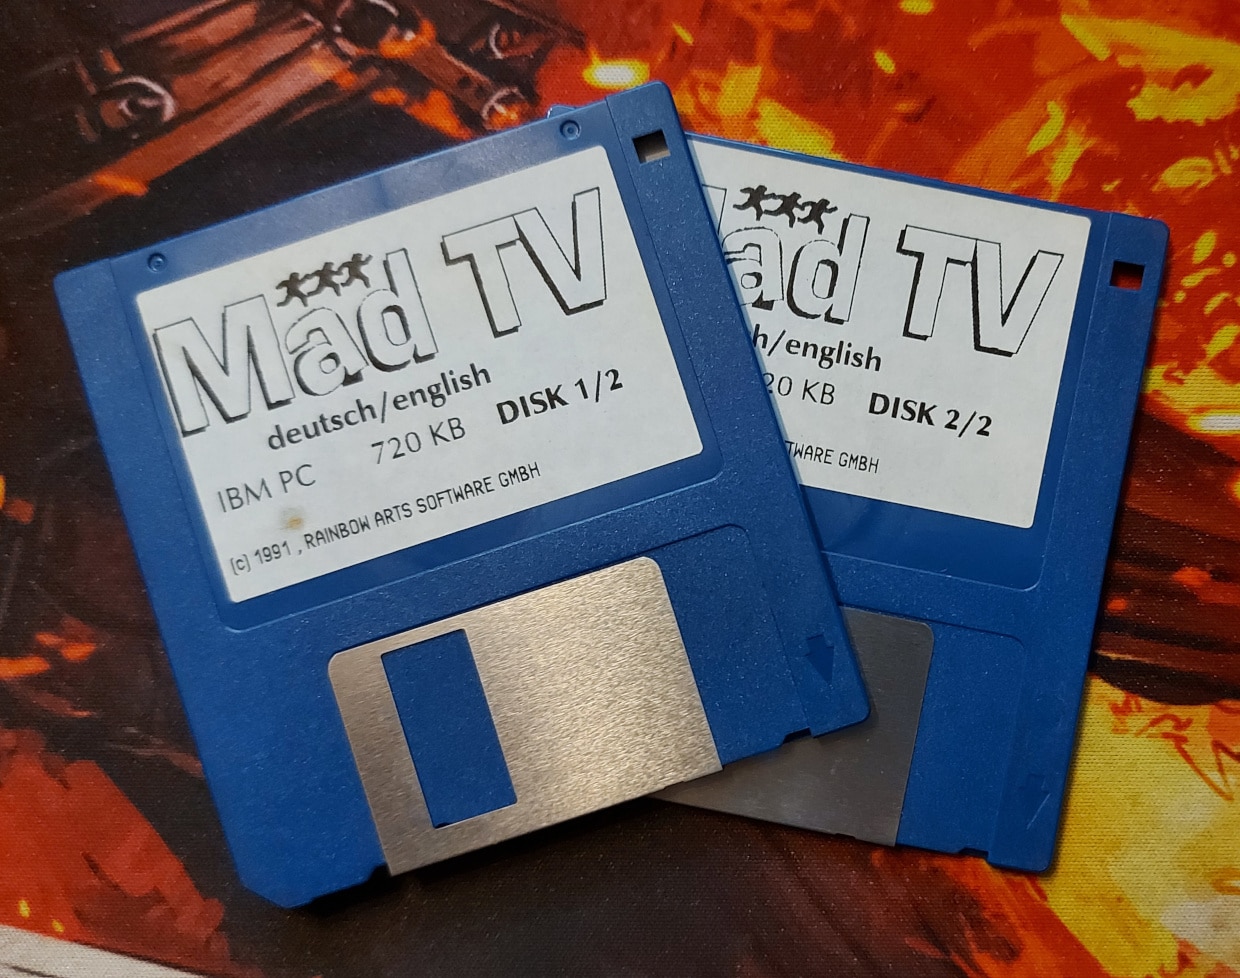 Mad TV
deutsch/english
IBM PC 720 KB DISK 1/2
(c) 1991 , RAINBOW ARTS SOFTWARE GMBH
ad TV
h/english
20 KB DISK 2/2
TWARE GMBH